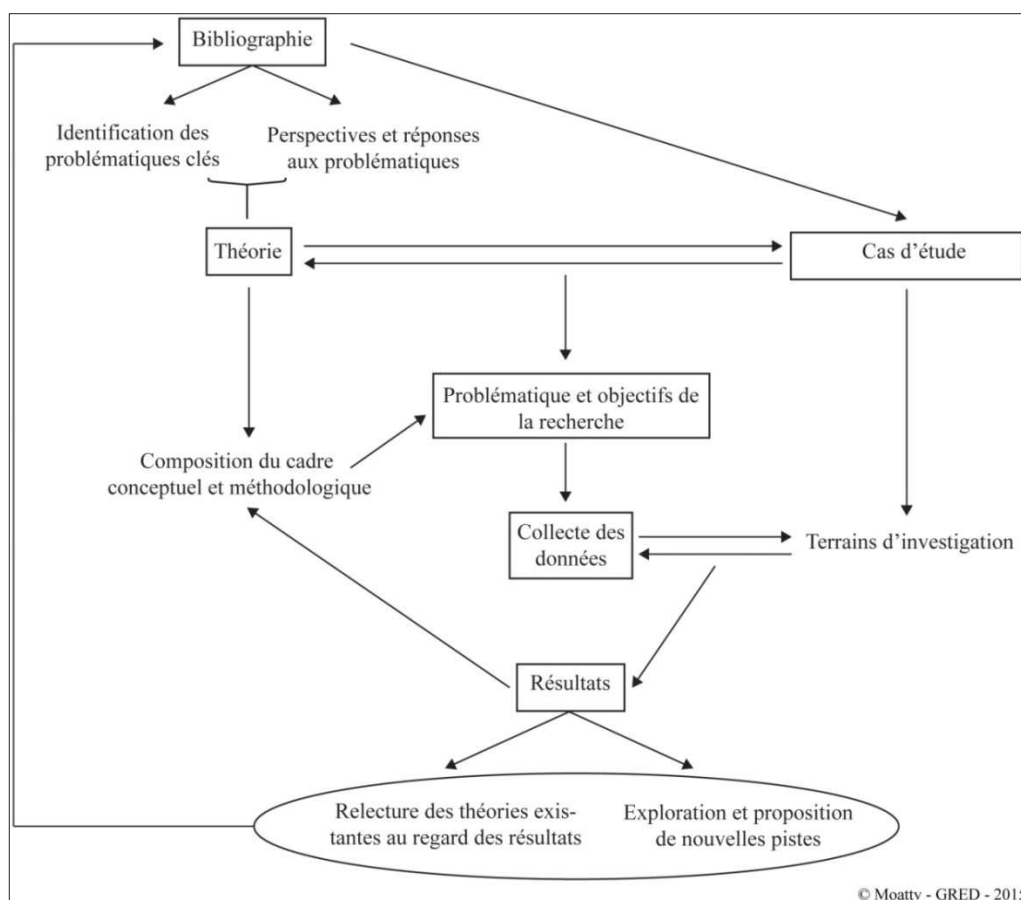 Bibliographie
Identification des
problématiques clés
Perspectives et réponses
aux problématiques
Théorie
Cas d’étude
Problématique et objectifs de
la recherche
Composition du cadre
conceptuel et méthodologique
Collecte des
données
Terrains d’investigation
Résultats
Relecture des théories exis-
tantes au regard des résultats
Exploration et proposition
de nouvelles pistes
© Moatty - GRED - 2015